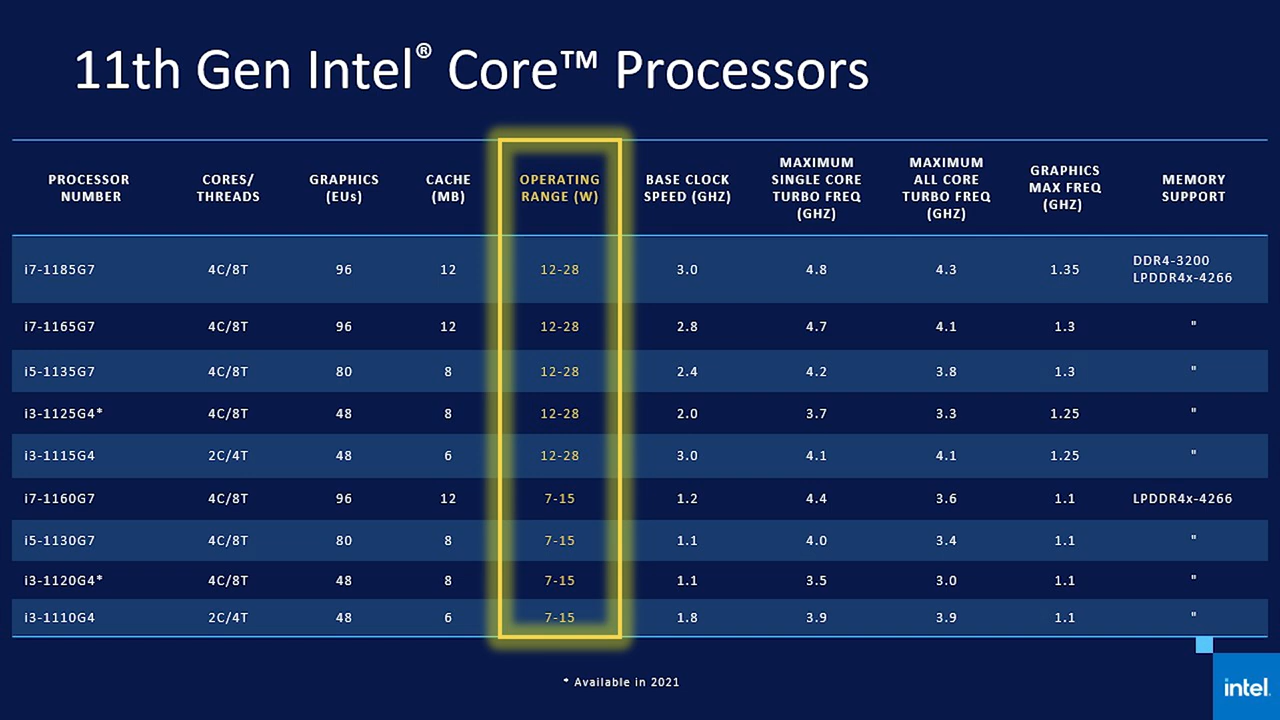 11th Gen Intel® Core™ Processors
PROCESSOR NUMBER CORES/ THREADS GRAPHICS (EUs) CACHE (MB) OPERATING RANGE (W) BASE CLOCK SPEED (GHZ) MAXIMUM SINGLE CORE TURBO FREQ (GHZ) MAXIMUM ALL CORE TURBO FREQ (GHZ) GRAPHICS MAX FREQ (GHZ) MEMORY SUPPORT
i7-1185G7 4C/8T 96 12 12-28 3.0 4.8 4.3 1.35 DDR4-3200 LPDDR4x-4266
i7-1165G7 4C/8T 96 12 12-28 2.8 4.7 4.1 1.3 "
i5-1135G7 4C/8T 80 8 12-28 2.4 4.2 3.8 1.3 "
i3-1125G4* 4C/8T 48 8 12-28 2.0 3.7 3.3 1.25 "
i3-1115G4 2C/4T 48 6 12-28 3.0 4.1 4.1 1.25 "
i7-1160G7 4C/8T 96 12 7-15 1.2 4.4 3.6 1.1 LPDDR4x-4266
i5-1130G7 4C/8T 80 8 7-15 1.1 4.0 3.4 1.1 "
i3-1120G4* 4C/8T 48 8 7-15 1.1 3.5 3.0 1.1 "
i3-1110G4 2C/4T 48 6 7-15 1.8 3.9 3.9 1.1 "
* Available in 2021
intel.